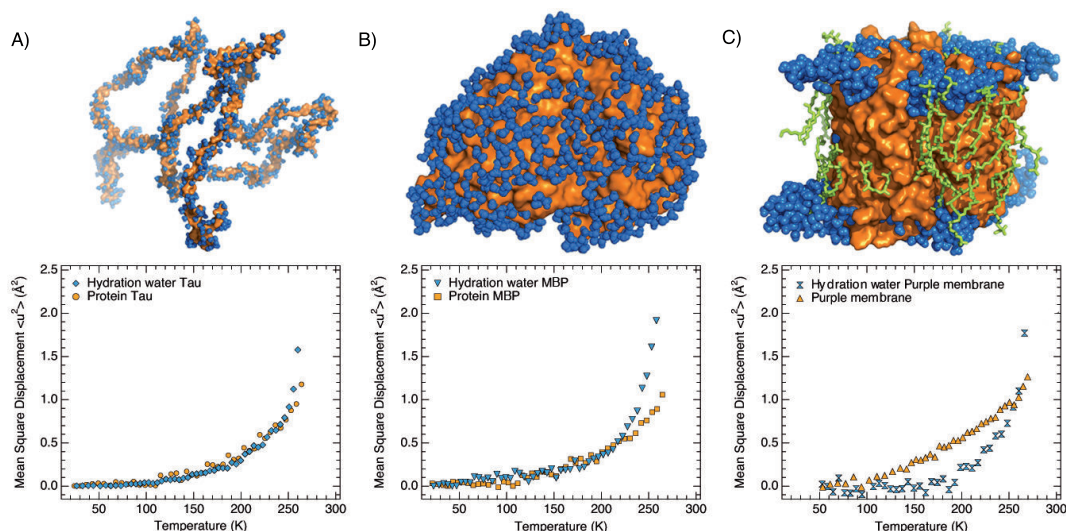 A)
B)
C)
2.5
2.0
1.5
1.0
0.5
0.0
Mean Square Displacement <u²> (Å²)
Hydration water Tau
Protein Tau
0 50 100 150 200 250 300
Temperature (K)
2.5
2.0
1.5
1.0
0.5
0.0
Mean Square Displacement <u²> (Å²)
Hydration water MBP
Protein MBP
0 50 100 150 200 250 300
Temperature (K)
2.5
2.0
1.5
1.0
0.5
0.0
Mean Square Displacement <u²> (Å²)
Hydration water Purple membrane
Purple membrane
0 50 100 150 200 250 300
Temperature (K)